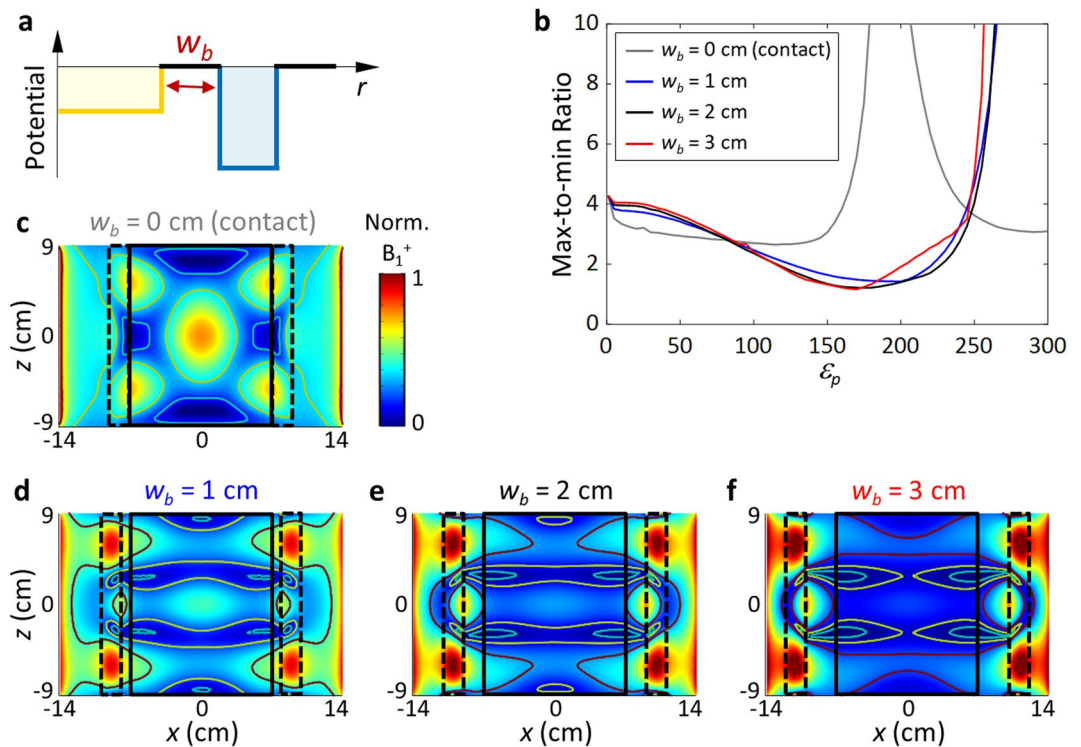 a
w_b
Potential
r
b
Max-to-min Ratio
10
8
6
4
2
0
w_b = 0 cm (contact)
w_b = 1 cm
w_b = 2 cm
w_b = 3 cm
0 50 100 150 200 250 300
ε_p
c
w_b = 0 cm (contact)
Norm.
B₁⁺
1
0
z (cm)
9
0
-9
-14 0 14
d
w_b = 1 cm
z (cm)
9
0
-9
-14 0 14
x (cm)
e
w_b = 2 cm
9
0
-9
-14 0 14
x (cm)
f
w_b = 3 cm
9
0
-9
-14 0 14
x (cm)